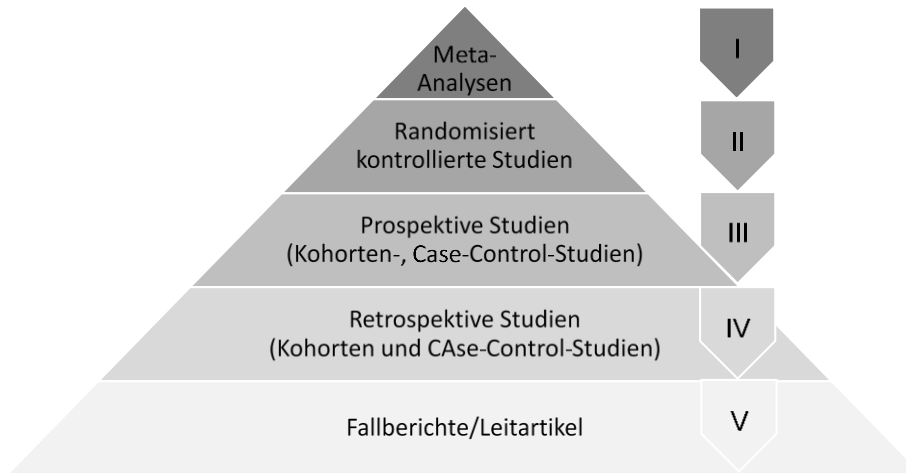 Meta-
Analysen
I
Randomisiert
kontrollierte Studien
II
Prospektive Studien
(Kohorten-, Case-Control-Studien)
III
Retrospektive Studien
(Kohorten und CAse-Control-Studien)
IV
Fallberichte/Leitartikel
V